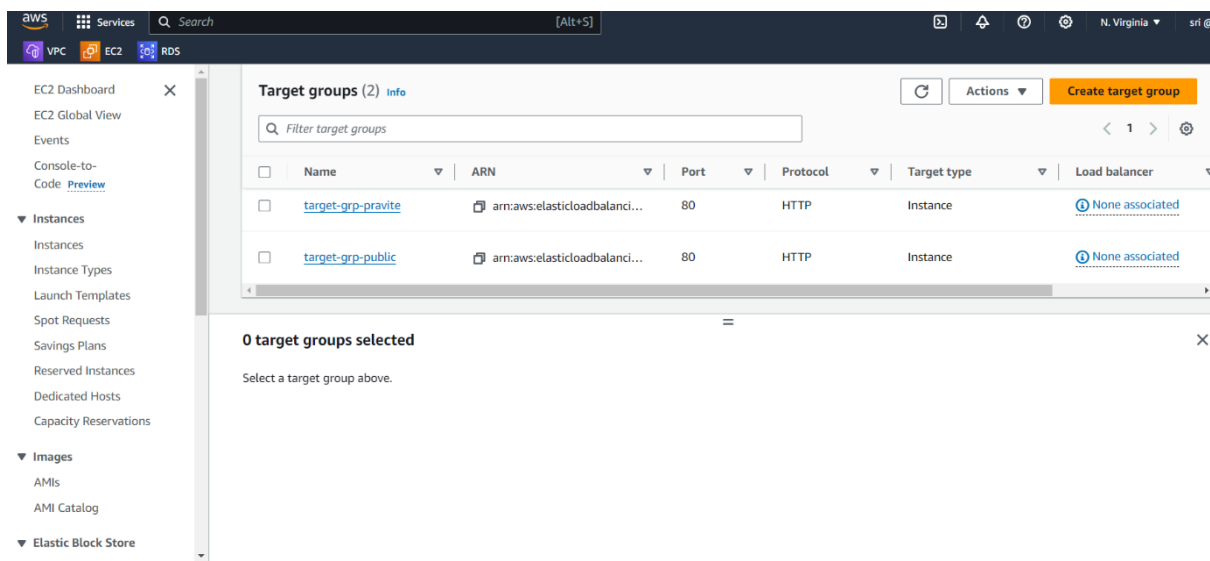 aws Services Search [Alt+S] N. Virginia ▼ sri @
VPC EC2 RDS
EC2 Dashboard
EC2 Global View
Events
Console-to-
Code Preview
▼ Instances
Instances
Instance Types
Launch Templates
Spot Requests
Savings Plans
Reserved Instances
Dedicated Hosts
Capacity Reservations
▼ Images
AMIs
AMI Catalog
▼ Elastic Block Store
Target groups (2) Info Actions ▼ Create target group
Filter target groups < 1 >
Name ARN Port Protocol Target type Load balancer
target-grp-pravite arn:aws:elasticloadbalanci... 80 HTTP Instance None associated
target-grp-public arn:aws:elasticloadbalanci... 80 HTTP Instance None associated
0 target groups selected
Select a target group above.